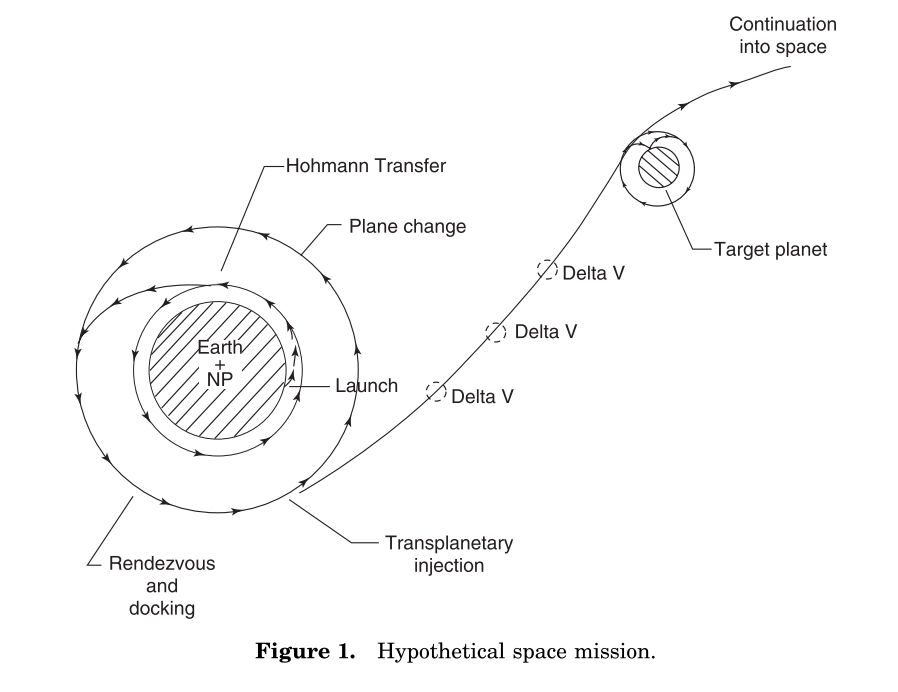 Continuation
into space
Hohmann Transfer
Plane change
Target planet
Delta V
Delta V
Earth
+
NP
Launch
Delta V
Transplanetary
injection
Rendezvous
and
docking
Figure 1. Hypothetical space mission.